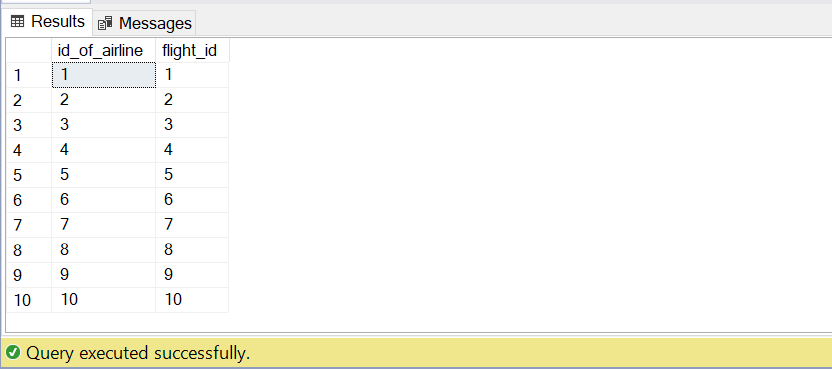 Results Messages
id_of_airline flight_id
1 1 1
2 2 2
3 3 3
4 4 4
5 5 5
6 6 6
7 7 7
8 8 8
9 9 9
10 10 10
Query executed successfully.